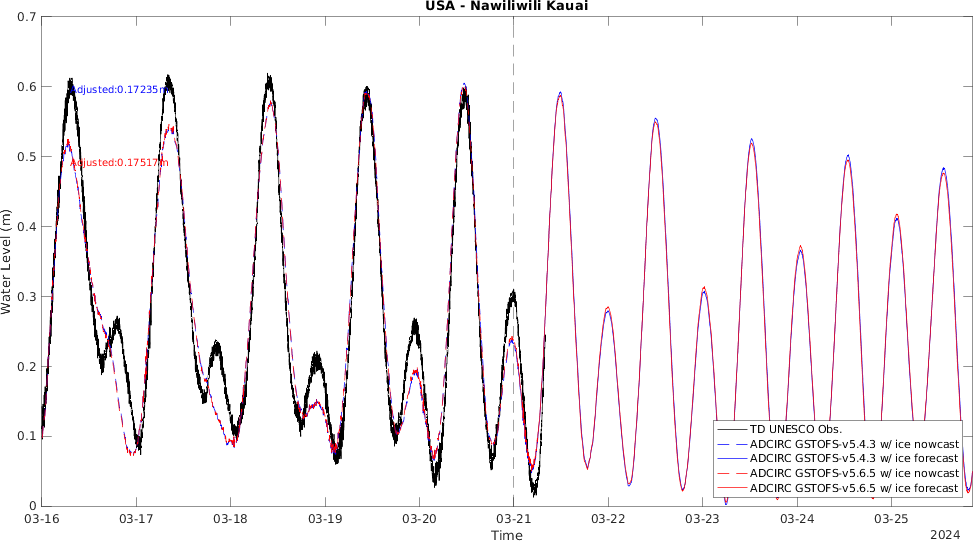 USA - Nawiliwili Kauai
0.7
0.6
0.5
0.4
0.3
0.2
0.1
0
Water Level (m)
Adjusted:0.17235m
Adjusted:0.17517m
TD UNESCO Obs.
ADCIRC GSTOFS-v5.4.3 w/ ice nowcast
ADCIRC GSTOFS-v5.4.3 w/ ice forecast
ADCIRC GSTOFS-v5.6.5 w/ ice nowcast
ADCIRC GSTOFS-v5.6.5 w/ ice forecast
03-16 03-17 03-18 03-19 03-20 03-21 03-22 03-23 03-24 03-25
Time
2024